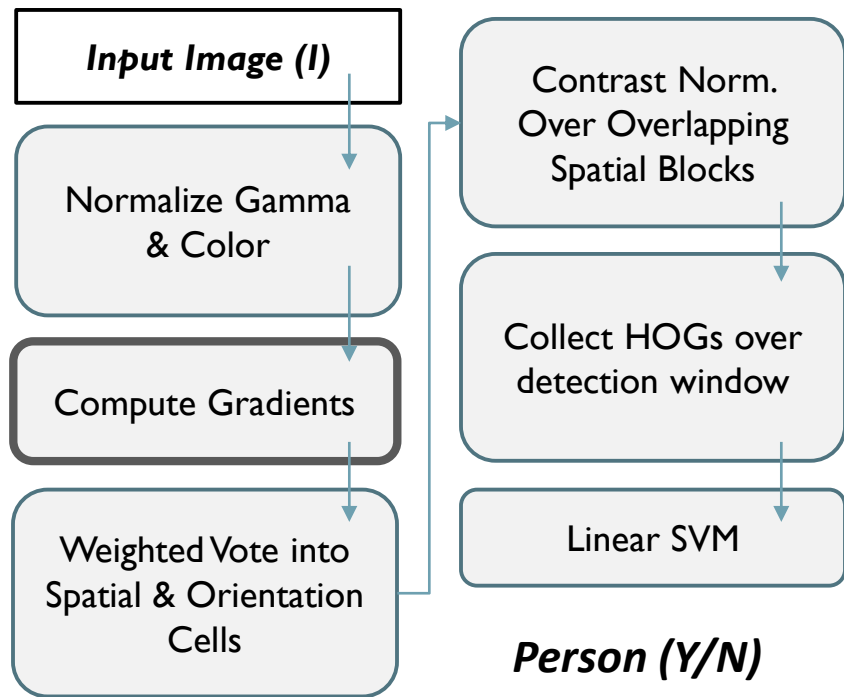 Input Image (I)
Normalize Gamma
& Color
Compute Gradients
Weighted Vote into
Spatial & Orientation
Cells
Contrast Norm.
Over Overlapping
Spatial Blocks
Collect HOGs over
detection window
Linear SVM
Person (Y/N)